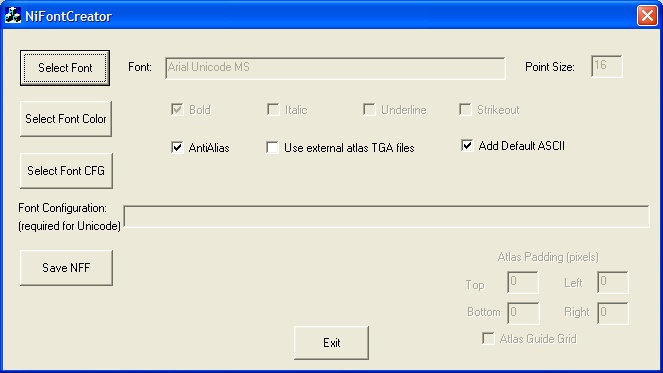 NiFontCreator
Select Font Font: Arial Unicode MS Point Size: 16
Bold Italic Underline Strikeout
Select Font Color
AntiAlias Use external atlas TGA files Add Default ASCII
Select Font CFG
Font Configuration:
(required for Unicode)
Save NFF
Atlas Padding (pixels)
Top 0 Left 0
Bottom 0 Right 0
Atlas Guide Grid
Exit